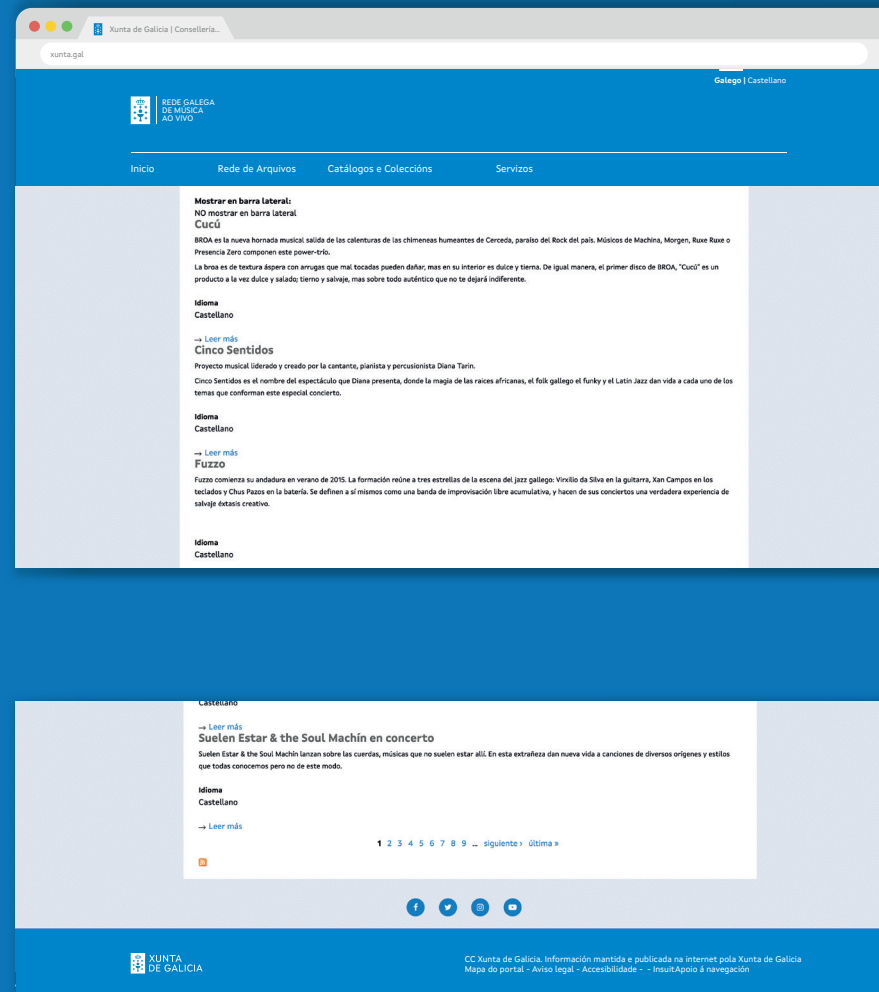 Xunta de Galicia | Consellería...
xunta.gal
Galego | Castellano
REDE GALEGA
DE MÚSICA
AO VIVO
Inicio Rede de Arquivos Catálogos e Coleccións Servizos
Mostrar en barra lateral:
NO mostrar en barra lateral
Cucú
BROA es la nueva hornada musical salida de las calenturas de las chimeneas humeantes de Cerceda, paraíso del Rock del país. Músicos de Machina, Morgen, Ruxe Ruxe o
Presencia Zero componen este power-trío.
La broa es de textura áspera con arrugas que mal tocadas pueden dañar, mas en su interior es dulce y tierna. De igual manera, el primer disco de BROA, "Cucú" es un
producto a la vez dulce y salado; tierno y salvaje, mas sobre todo auténtico que no te dejará indiferente.
Idioma
Castellano
→ Leer más
Cinco Sentidos
Proyecto musical liderado y creado por la cantante, pianista y percusionista Diana Tarin.
Cinco Sentidos es el nombre del espectáculo que Diana presenta, donde la magia de las raices africanas, el folk gallego el funky y el Latin Jazz dan vida a cada uno de los
temas que conforman este especial concierto.
Idioma
Castellano
→ Leer más
Fuzzo
Fuzzo comienza su andadura en verano de 2015. La formación reúne a tres estrellas de la escena del jazz gallego: Virxilio da Silva en la guitarra, Xan Campos en los
teclados y Chus Pazos en la batería. Se definen a sí mismos como una banda de improvisación libre acumulativa, y hacen de sus conciertos una verdadera experiencia de
salvaje éxtasis creativo.
Idioma
Castellano
Castellano
→ Leer más
Suelen Estar & the Soul Machín en concerto
Suelen Estar & the Soul Machín lanzan sobre las cuerdas, músicas que no suelen estar allí. En esta extrañeza dan nueva vida a canciones de diversos orígenes y estilos
que todas conocemos pero no de este modo.
Idioma
Castellano
→ Leer más
1 2 3 4 5 6 7 8 9 … siguiente › última »
XUNTA
DE GALICIA
CC Xunta de Galicia. Información mantida e publicada na internet pola Xunta de Galicia
Mapa do portal - Aviso legal - Accesibilidade - - InsuitApoio á navegación